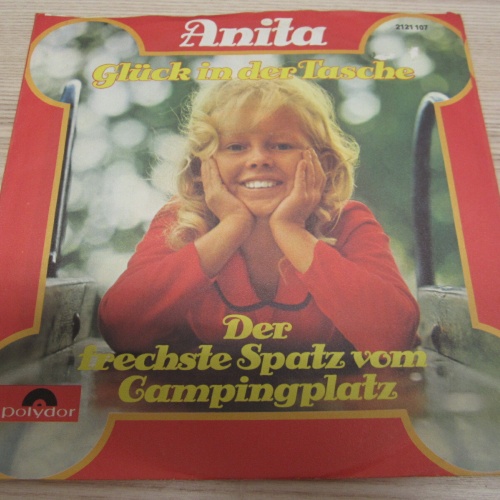 Anita
2121 107
Glück in der Tasche
Der
frechste Spatz vom
Campingplatz
Polydor